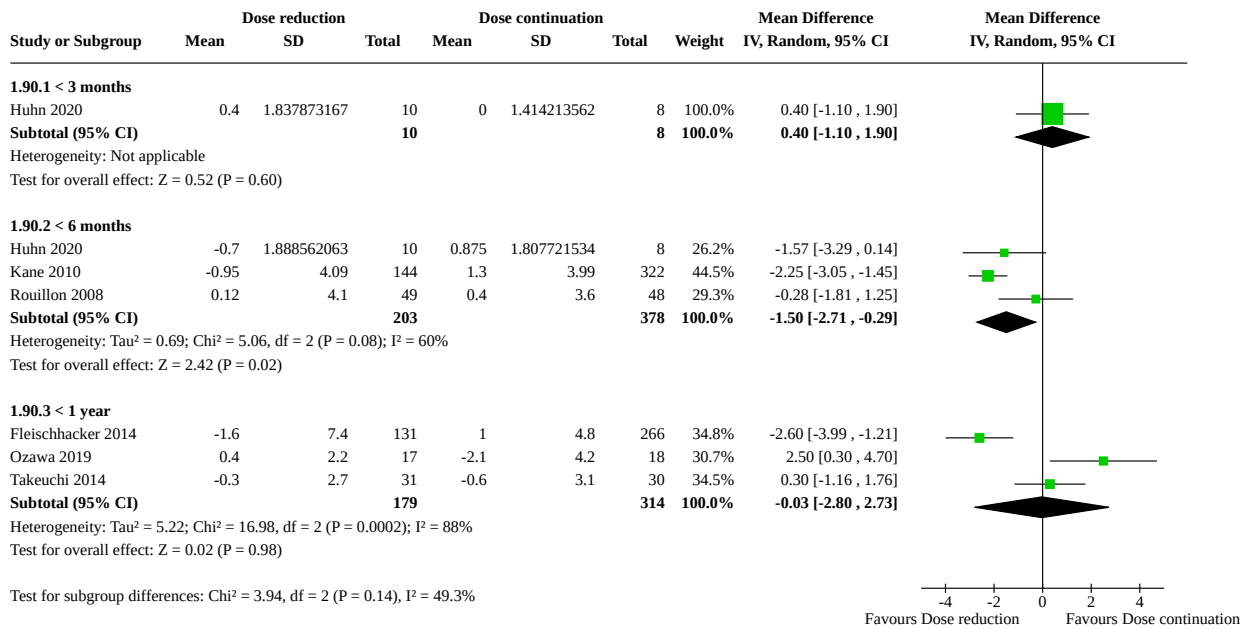 Dose reduction Dose continuation Mean Difference Mean Difference
Study or Subgroup Mean SD Total Mean SD Total Weight IV, Random, 95% CI IV, Random, 95% CI
1.90.1 < 3 months
Huhn 2020 0.4 1.837873167 10 0 1.414213562 8 100.0% 0.40 [-1.10 , 1.90]
Subtotal (95% CI) 10 8 100.0% 0.40 [-1.10 , 1.90]
Heterogeneity: Not applicable
Test for overall effect: Z = 0.52 (P = 0.60)
1.90.2 < 6 months
Huhn 2020 -0.7 1.888562063 10 0.875 1.807721534 8 26.2% -1.57 [-3.29 , 0.14]
Kane 2010 -0.95 4.09 144 1.3 3.99 322 44.5% -2.25 [-3.05 , -1.45]
Rouillon 2008 0.12 4.1 49 0.4 3.6 48 29.3% -0.28 [-1.81 , 1.25]
Subtotal (95% CI) 203 378 100.0% -1.50 [-2.71 , -0.29]
Heterogeneity: Tau² = 0.69; Chi² = 5.06, df = 2 (P = 0.08); I² = 60%
Test for overall effect: Z = 2.42 (P = 0.02)
1.90.3 < 1 year
Fleischhacker 2014 -1.6 7.4 131 1 4.8 266 34.8% -2.60 [-3.99 , -1.21]
Ozawa 2019 0.4 2.2 17 -2.1 4.2 18 30.7% 2.50 [0.30 , 4.70]
Takeuchi 2014 -0.3 2.7 31 -0.6 3.1 30 34.5% 0.30 [-1.16 , 1.76]
Subtotal (95% CI) 179 314 100.0% -0.03 [-2.80 , 2.73]
Heterogeneity: Tau² = 5.22; Chi² = 16.98, df = 2 (P = 0.0002); I² = 88%
Test for overall effect: Z = 0.02 (P = 0.98)
Test for subgroup differences: Chi² = 3.94, df = 2 (P = 0.14), I² = 49.3%
-4 -2 0 2 4
Favours Dose reduction Favours Dose continuation